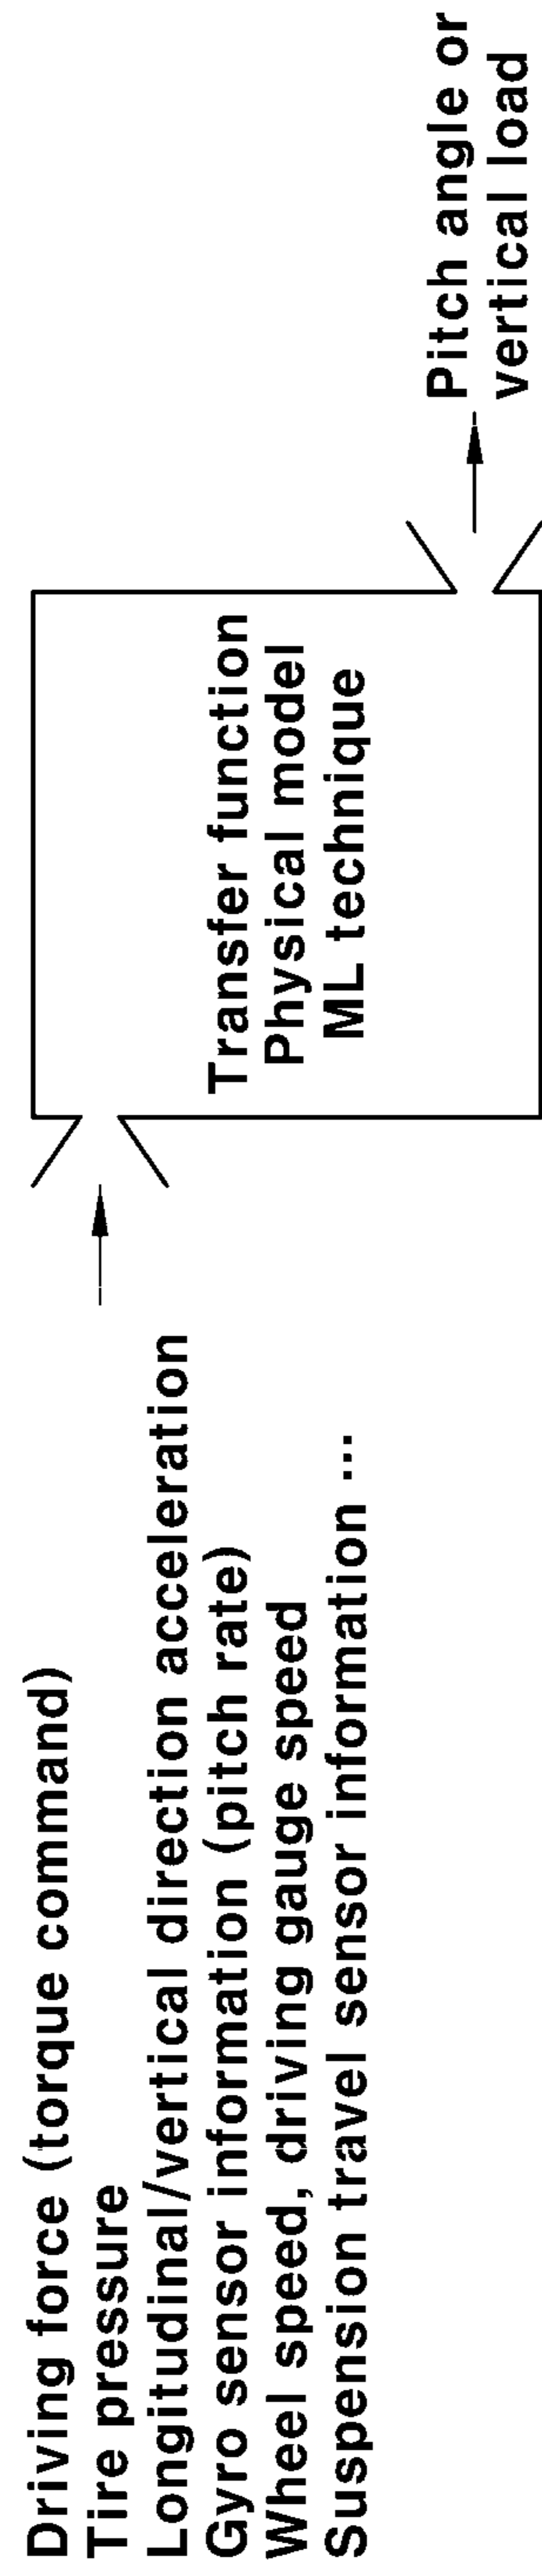 Driving force (torque command)
Tire pressure
Longitudinal/vertical direction acceleration
Gyro sensor information (pitch rate)
Wheel speed, driving gauge speed
Suspension travel sensor information ...
Transfer function
Physical model
ML technique
Pitch angle or
vertical load